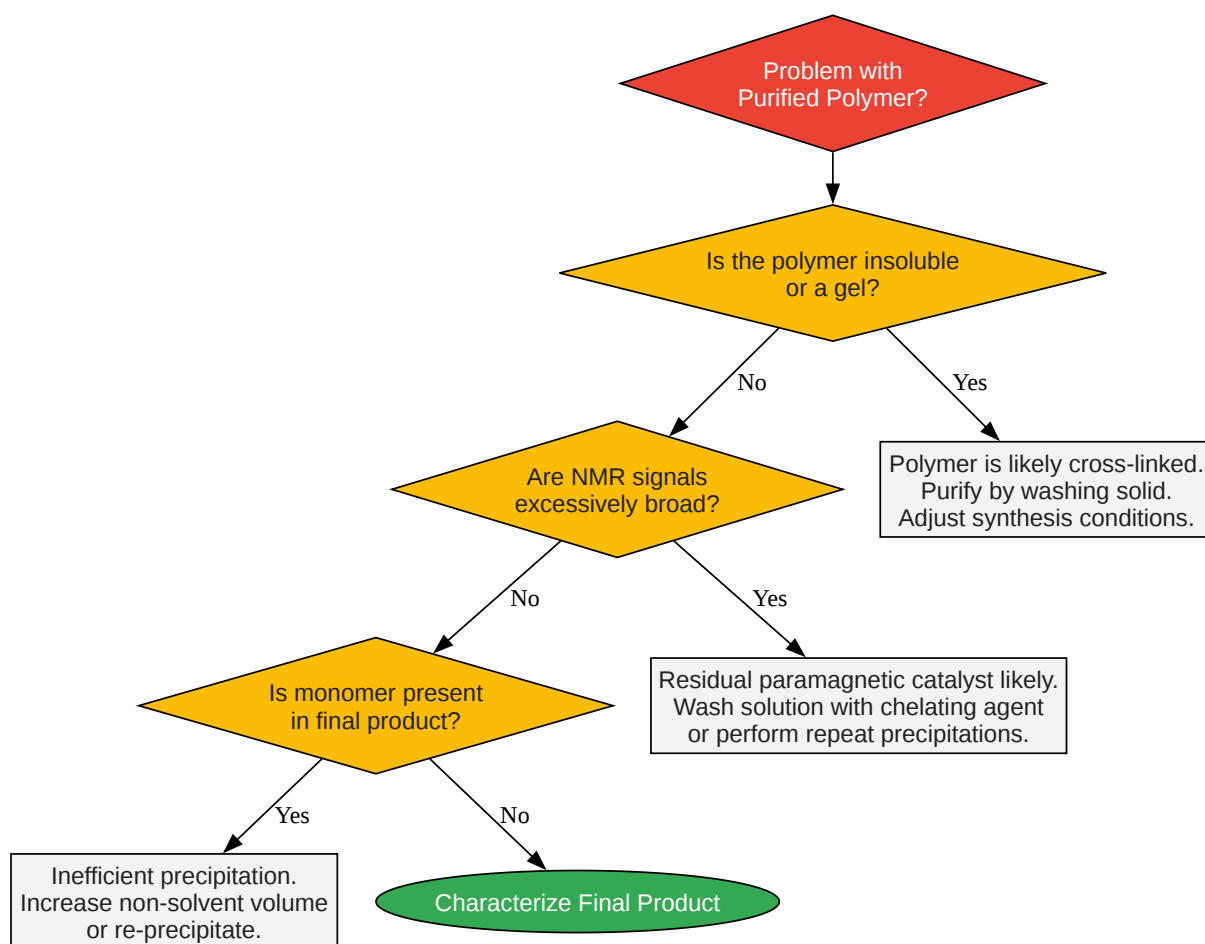 Problem with
Purified Polymer?
Is the polymer insoluble
or a gel?
No
Yes
Polymer is likely cross-linked.
Purify by washing solid.
Adjust synthesis conditions.
Are NMR signals
excessively broad?
No
Yes
Residual paramagnetic catalyst likely.
Wash solution with chelating agent
or perform repeat precipitations.
Is monomer present
in final product?
Yes
No
Inefficient precipitation.
Increase non-solvent volume
or re-precipitate.
Characterize Final Product